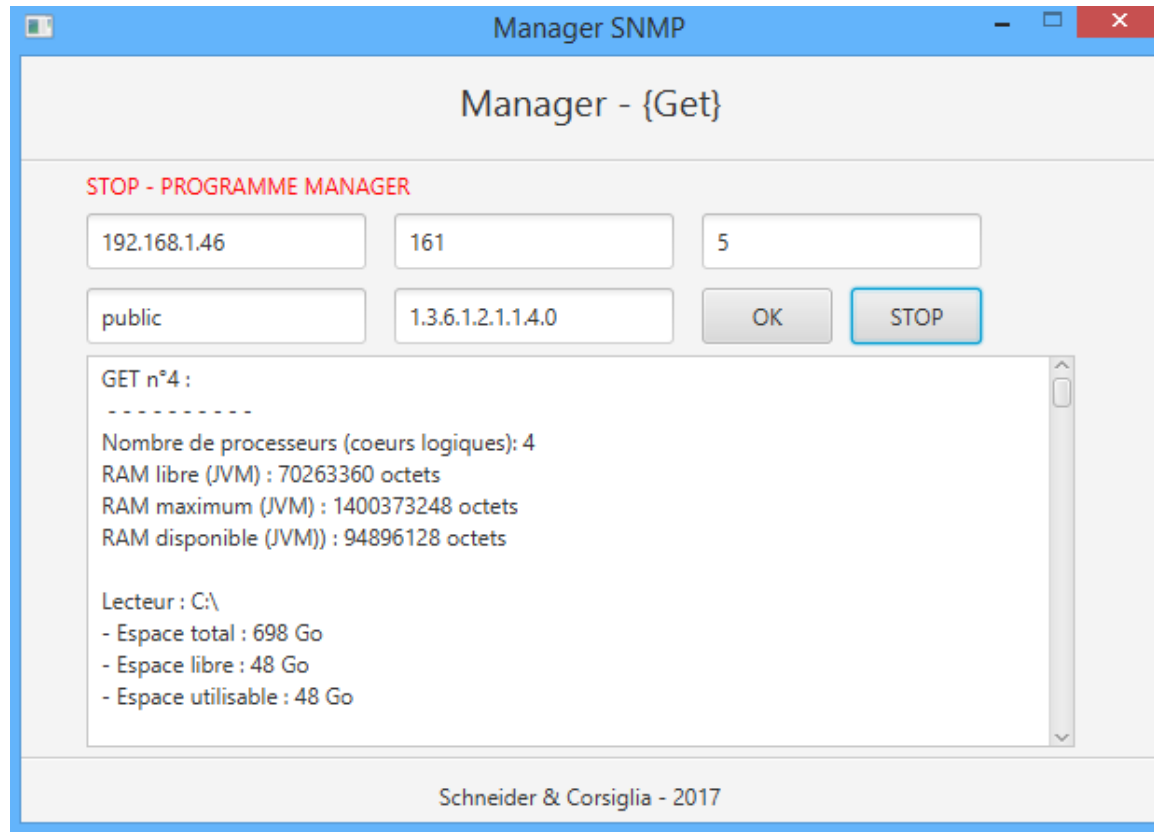 Manager SNMP
Manager - {Get}
STOP - PROGRAMME MANAGER
192.168.1.46 161 5
public 1.3.6.1.2.1.1.4.0 OK STOP
GET n°4 :
- - - - - - - - - -
Nombre de processeurs (coeurs logiques): 4
RAM libre (JVM) : 70263360 octets
RAM maximum (JVM) : 1400373248 octets
RAM disponible (JVM)) : 94896128 octets
Lecteur : C:\
- Espace total : 698 Go
- Espace libre : 48 Go
- Espace utilisable : 48 Go
Schneider & Corsiglia - 2017